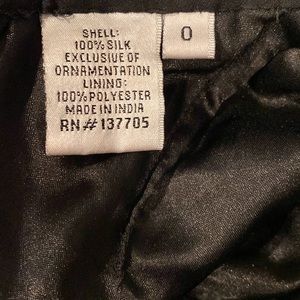 SHELL:
100% SILK
EXCLUSIVE OF
ORNAMENTATION
LINING:
100% POLYESTER
MADE IN INDIA
RN# 137705
0